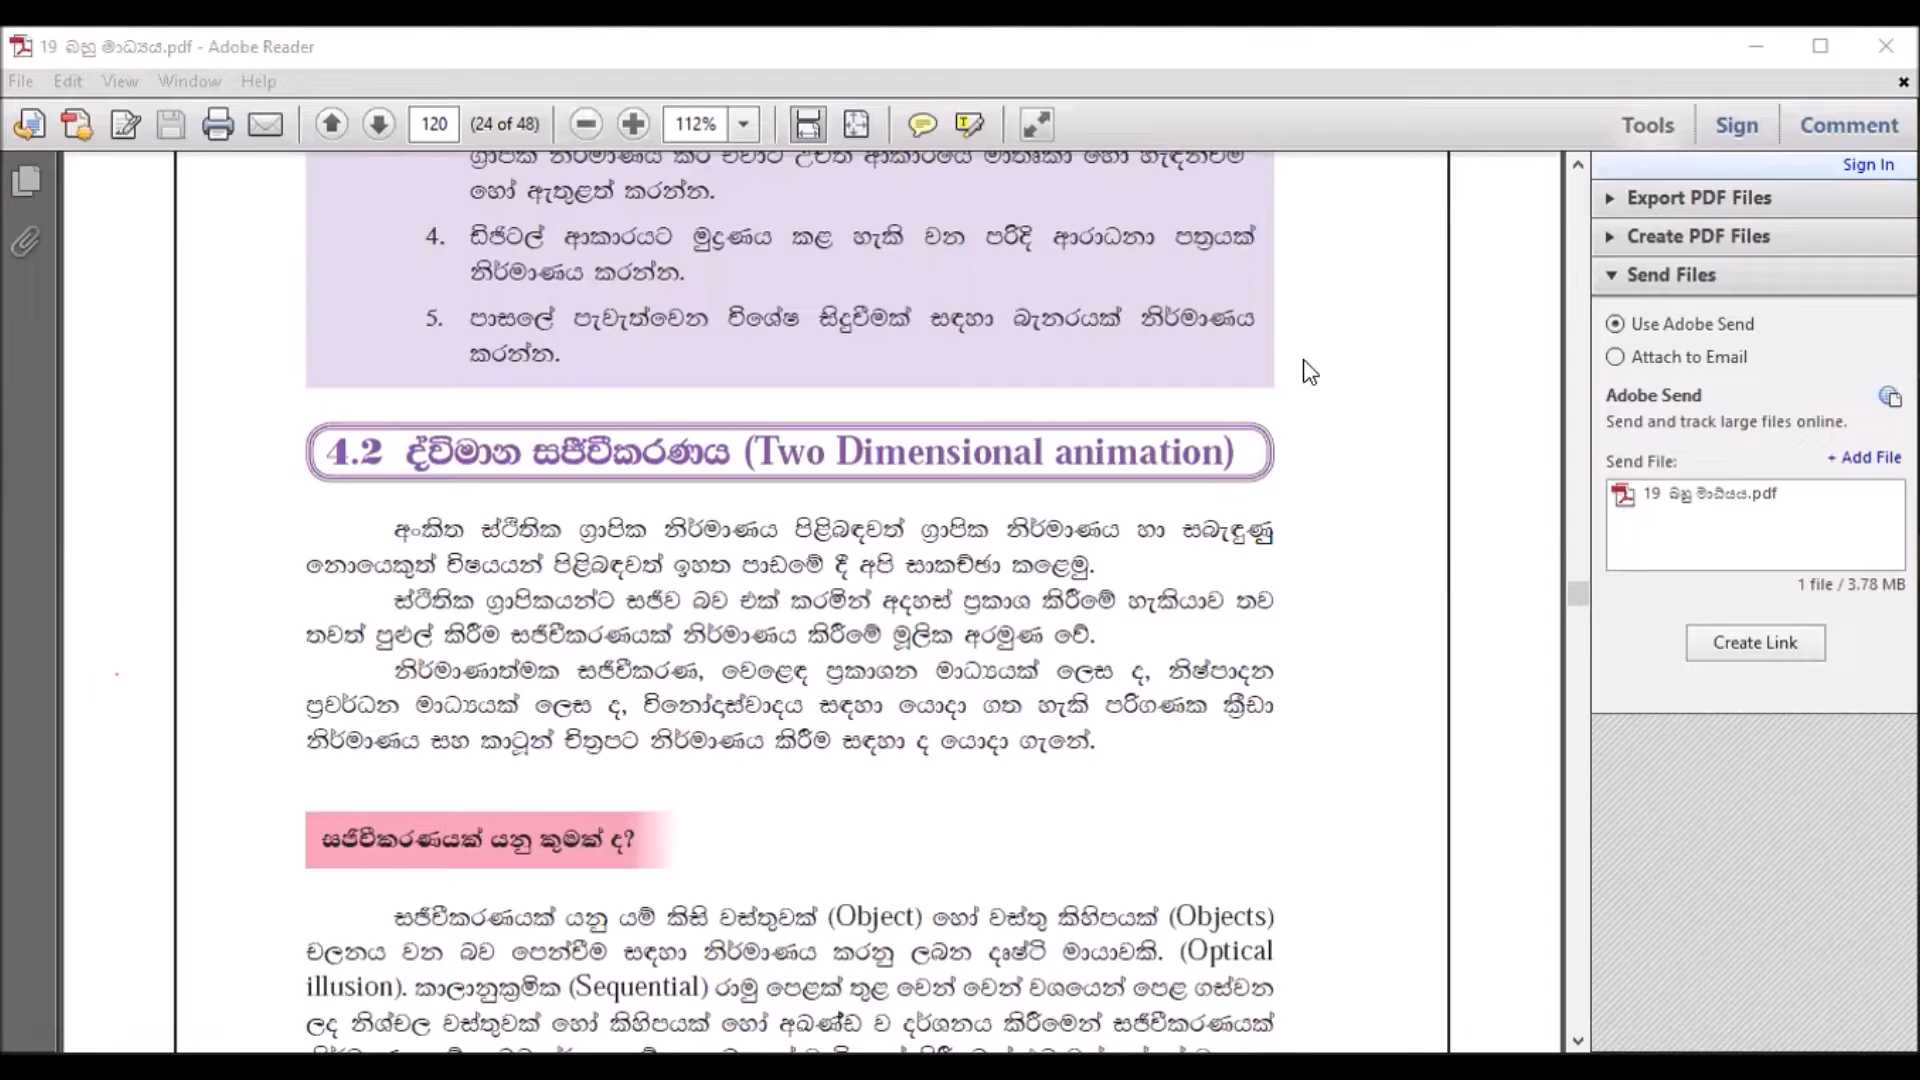 19 බහු මාධ්‍යය.pdf - Adobe Reader
File Edit View Window Help
120 (24 of 48) 112% Tools Sign Comment
ග්‍රාපික නිර්මාණය කර ඒවාට උචිත ආකාරයේ මාතෘකා හෝ හැඳින්වීම්
හෝ ඇතුළත් කරන්න.
4. ඩිජිටල් ආකාරයට මුද්‍රණය කළ හැකි වන පරිදි ආරාධනා පත්‍රයක්
නිර්මාණය කරන්න.
5. පාසලේ පැවැත්වෙන විශේෂ සිදුවීමක් සඳහා බැනරයක් නිර්මාණය
කරන්න.
4.2 ද්විමාන සජීවීකරණය (Two Dimensional animation)
අංකිත ස්ථිතික ග්‍රාපික නිර්මාණය පිළිබඳවත් ග්‍රාපික නිර්මාණය හා සබැඳුණු
නොයෙකුත් විෂයයන් පිළිබඳවත් ඉහත පාඩමේ දී අපි සාකච්ඡා කළෙමු.
ස්ථිතික ග්‍රාපිකයන්ට සජීව බව එක් කරමින් අදහස් ප්‍රකාශ කිරීමේ හැකියාව තව
තවත් පුළුල් කිරීම සජීවීකරණයක් නිර්මාණය කිරීමේ මූලික අරමුණ වේ.
නිර්මාණාත්මක සජීවීකරණ, වෙළෙඳ ප්‍රකාශන මාධ්‍යයක් ලෙස ද, නිෂ්පාදන
ප්‍රවර්ධන මාධ්‍යයක් ලෙස ද, විනෝදාස්වාදය සඳහා යොදා ගත හැකි පරිගණක ක්‍රීඩා
නිර්මාණය සහ කාටූන් චිත්‍රපට නිර්මාණය කිරීම සඳහා ද යොදා ගැනේ.
සජීවීකරණයක් යනු කුමක් ද?
සජීවීකරණයක් යනු යම් කිසි වස්තුවක් (Object) හෝ වස්තු කිහිපයක් (Objects)
චලනය වන බව පෙන්වීම සඳහා නිර්මාණය කරනු ලබන දෘෂ්ටි මායාවකි. (Optical
illusion). කාලානුක්‍රමික (Sequential) රාමු පෙළක් තුළ වෙන් වෙන් වශයෙන් පෙළ ගස්වන
ලද නිශ්චල වස්තුවක් හෝ කිහිපයක් හෝ අඛණ්ඩ ව දර්ශනය කිරීමෙන් සජීවීකරණයක්
Sign In
Export PDF Files
Create PDF Files
Send Files
Use Adobe Send
Attach to Email
Adobe Send
Send and track large files online.
Send File: + Add File
19 බහු මාධ්‍යය.pdf
1 file / 3.78 MB
Create Link